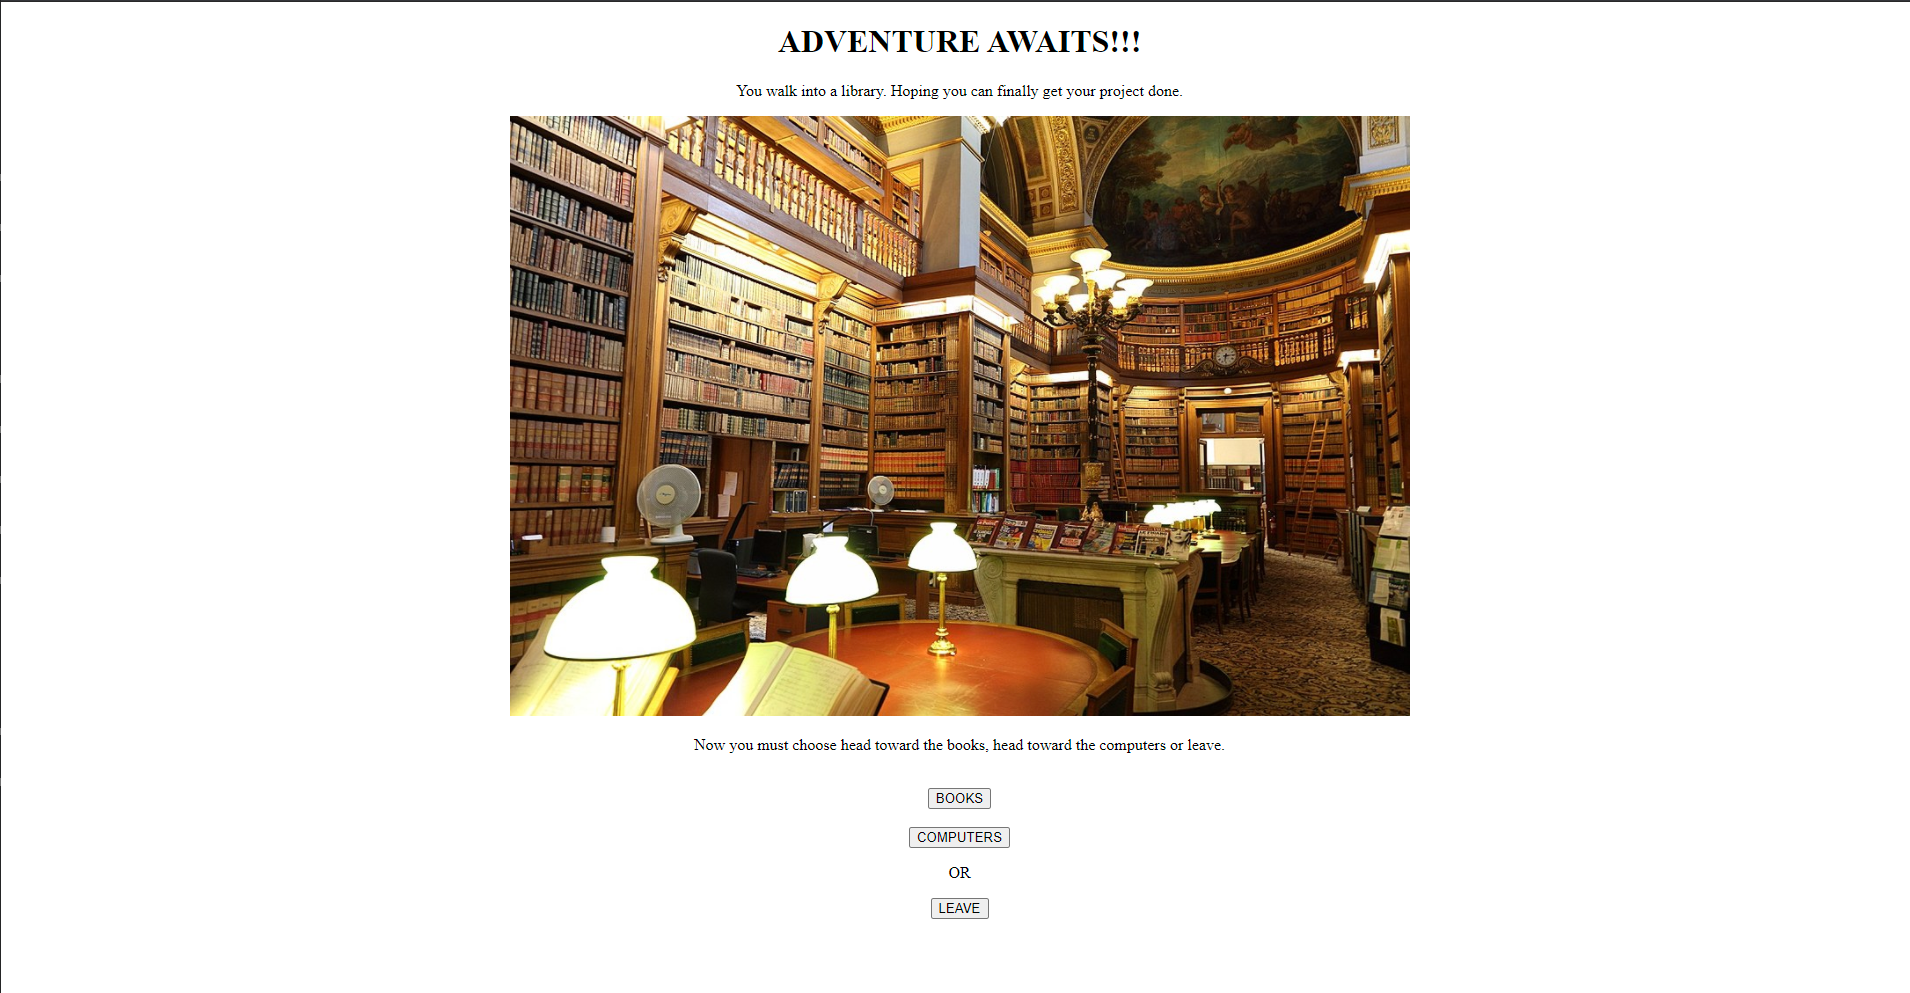 ADVENTURE AWAITS!!!
You walk into a library. Hoping you can finally get your project done.
Now you must choose head toward the books, head toward the computers or leave.
BOOKS
COMPUTERS
OR
LEAVE